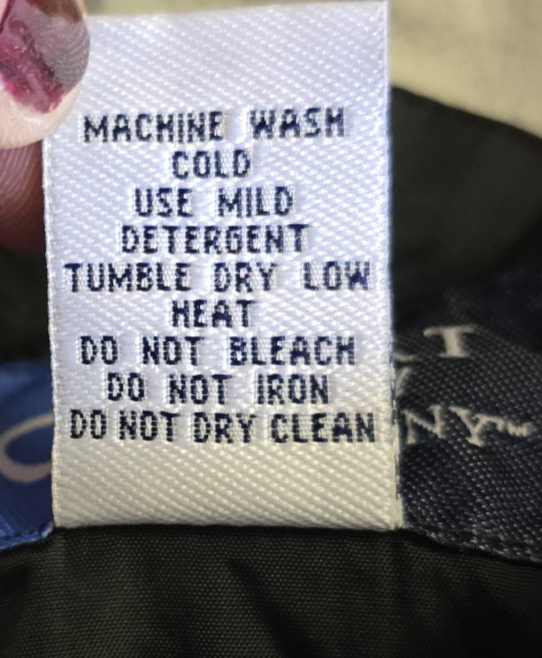 MACHINE WASH
COLD
USE MILD
DETERGENT
TUMBLE DRY LOW
HEAT
DO NOT BLEACH
DO NOT IRON
DO NOT DRY CLEAN